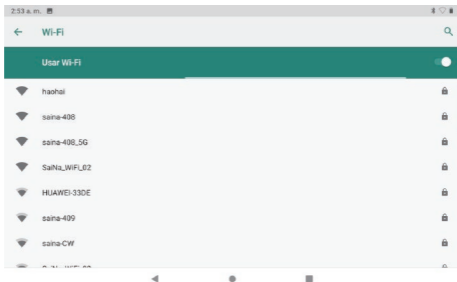 2:53 a. m.
Wi-Fi
Usar Wi-Fi
haohai
saina-408
saina-408_5G
SaiNa_WiFi_02
HUAWEI-33DE
saina-409
saina-CW